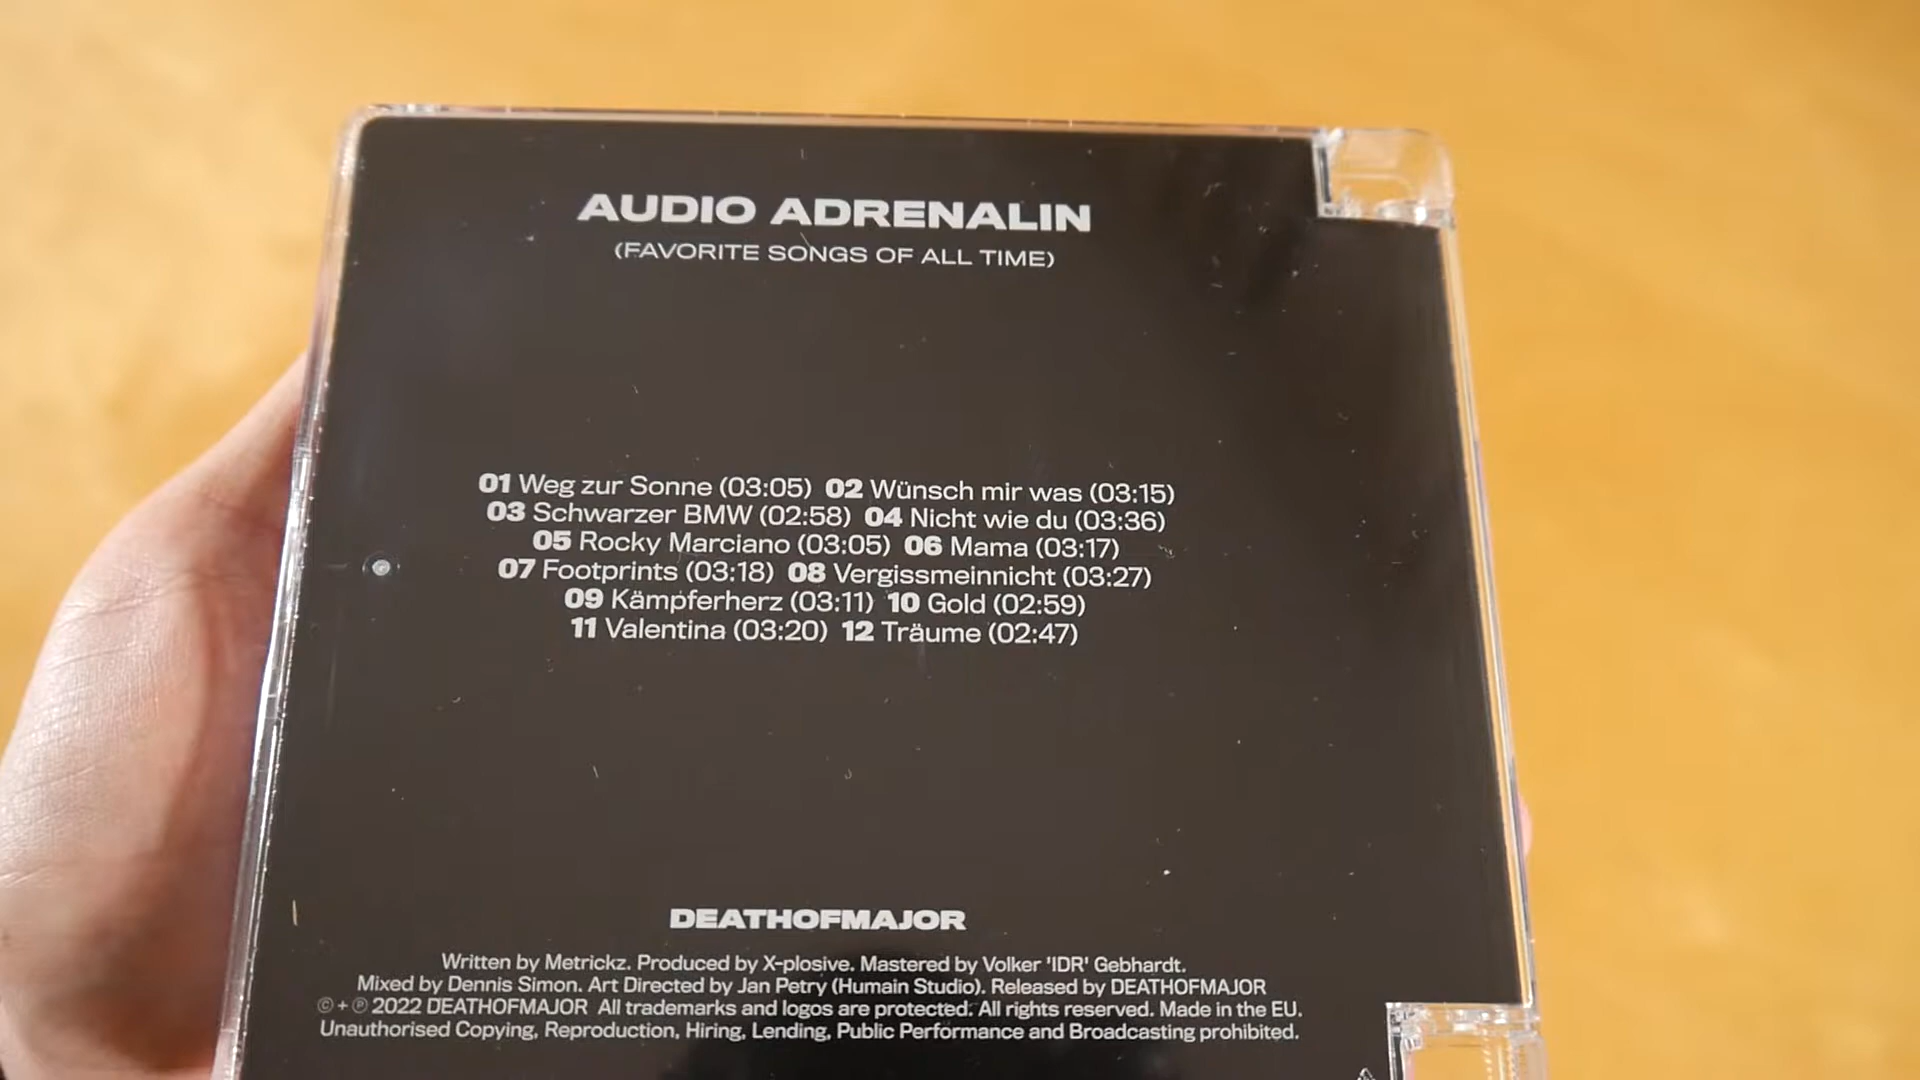 AUDIO ADRENALIN
(FAVORITE SONGS OF ALL TIME)
01 Weg zur Sonne (03:05) 02 Wünsch mir was (03:15)
03 Schwarzer BMW (02:58) 04 Nicht wie du (03:36)
05 Rocky Marciano (03:05) 06 Mama (03:17)
07 Footprints (03:18) 08 Vergissmeinnicht (03:27)
09 Kämpferherz (03:11) 10 Gold (02:59)
11 Valentina (03:20) 12 Träume (02:47)
DEATHOFMAJOR
Written by Metrickz. Produced by X-plosive. Mastered by Volker 'IDR' Gebhardt.
Mixed by Dennis Simon. Art Directed by Jan Petry (Humain Studio). Released by DEATHOFMAJOR
© + ℗ 2022 DEATHOFMAJOR All trademarks and logos are protected. All rights reserved. Made in the EU.
Unauthorised Copying, Reproduction, Hiring, Lending, Public Performance and Broadcasting prohibited.